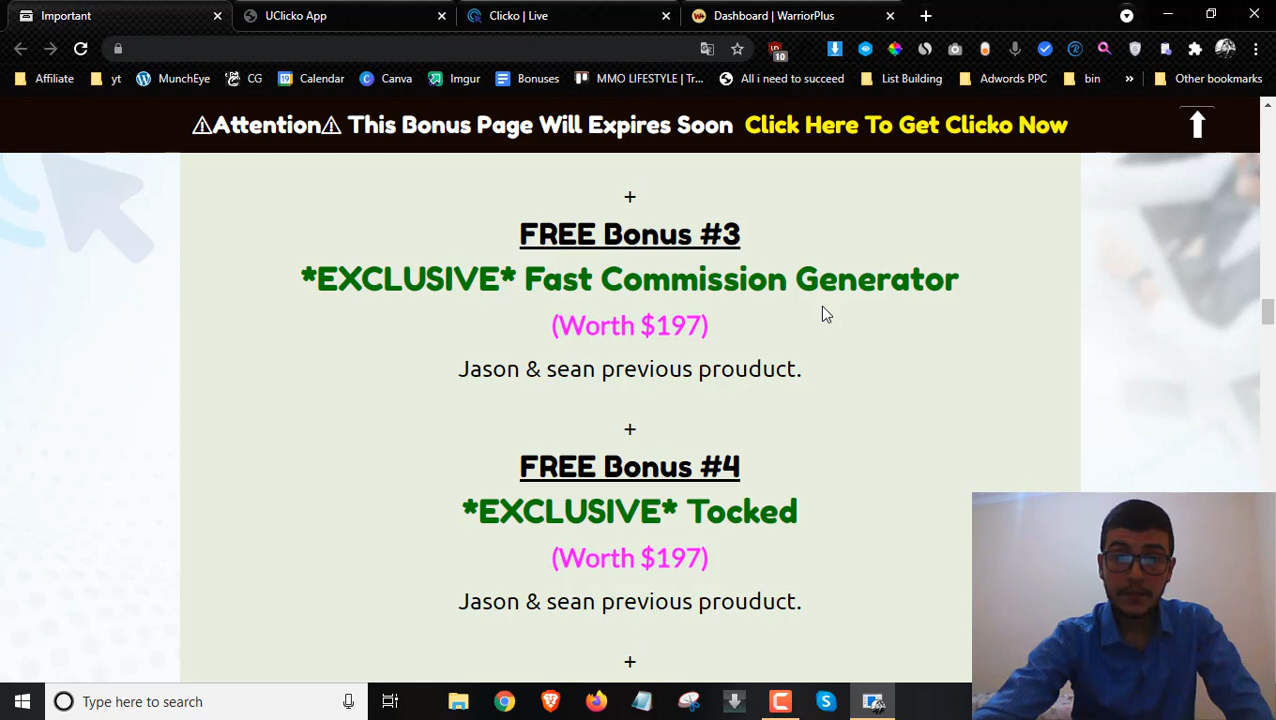 Important
UClicko App
Clicko | Live
Dashboard | WarriorPlus
10
Affiliate
yt
MunchEye
CG
Calendar
Canva
Imgur
Bonuses
MMO LIFESTYLE | Tr...
All i need to succeed
List Building
Adwords PPC
bin
»
Other bookmarks
⚠Attention⚠ This Bonus Page Will Expires Soon Click Here To Get Clicko Now
+
FREE Bonus #3
*EXCLUSIVE* Fast Commission Generator
(Worth $197)
Jason & sean previous prouduct.
+
FREE Bonus #4
*EXCLUSIVE* Tocked
(Worth $197)
Jason & sean previous prouduct.
+
Type here to search